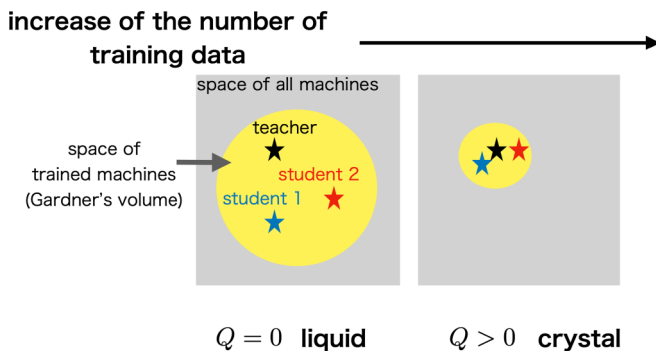 increase of the number of
training data
space of all machines
teacher
space of
trained machines
(Gardner's volume)
student 2
student 1
Q = 0 liquid
Q > 0 crystal